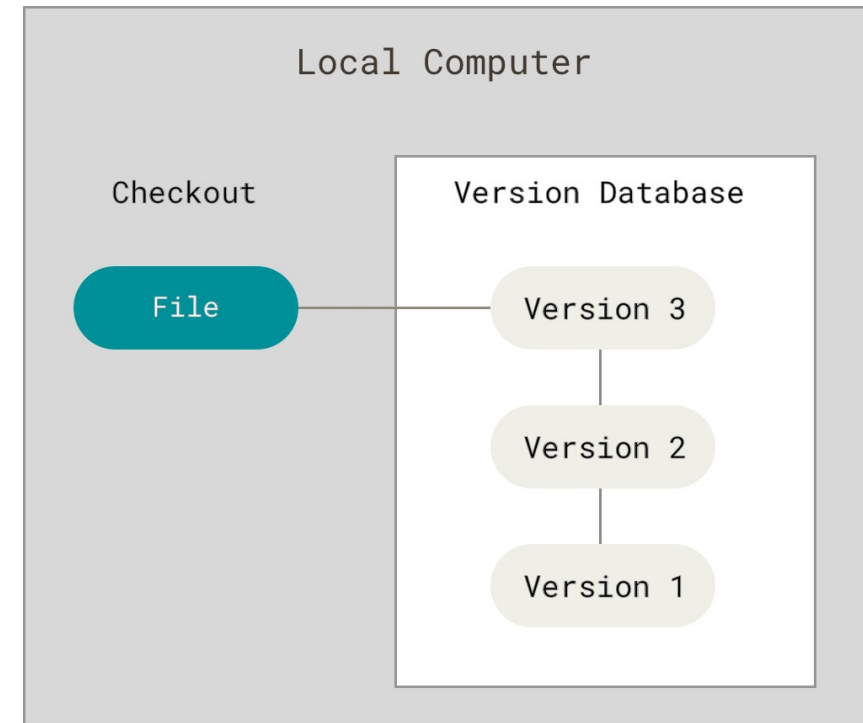 Local Computer
Checkout
Version Database
File
Version 3
Version 2
Version 1